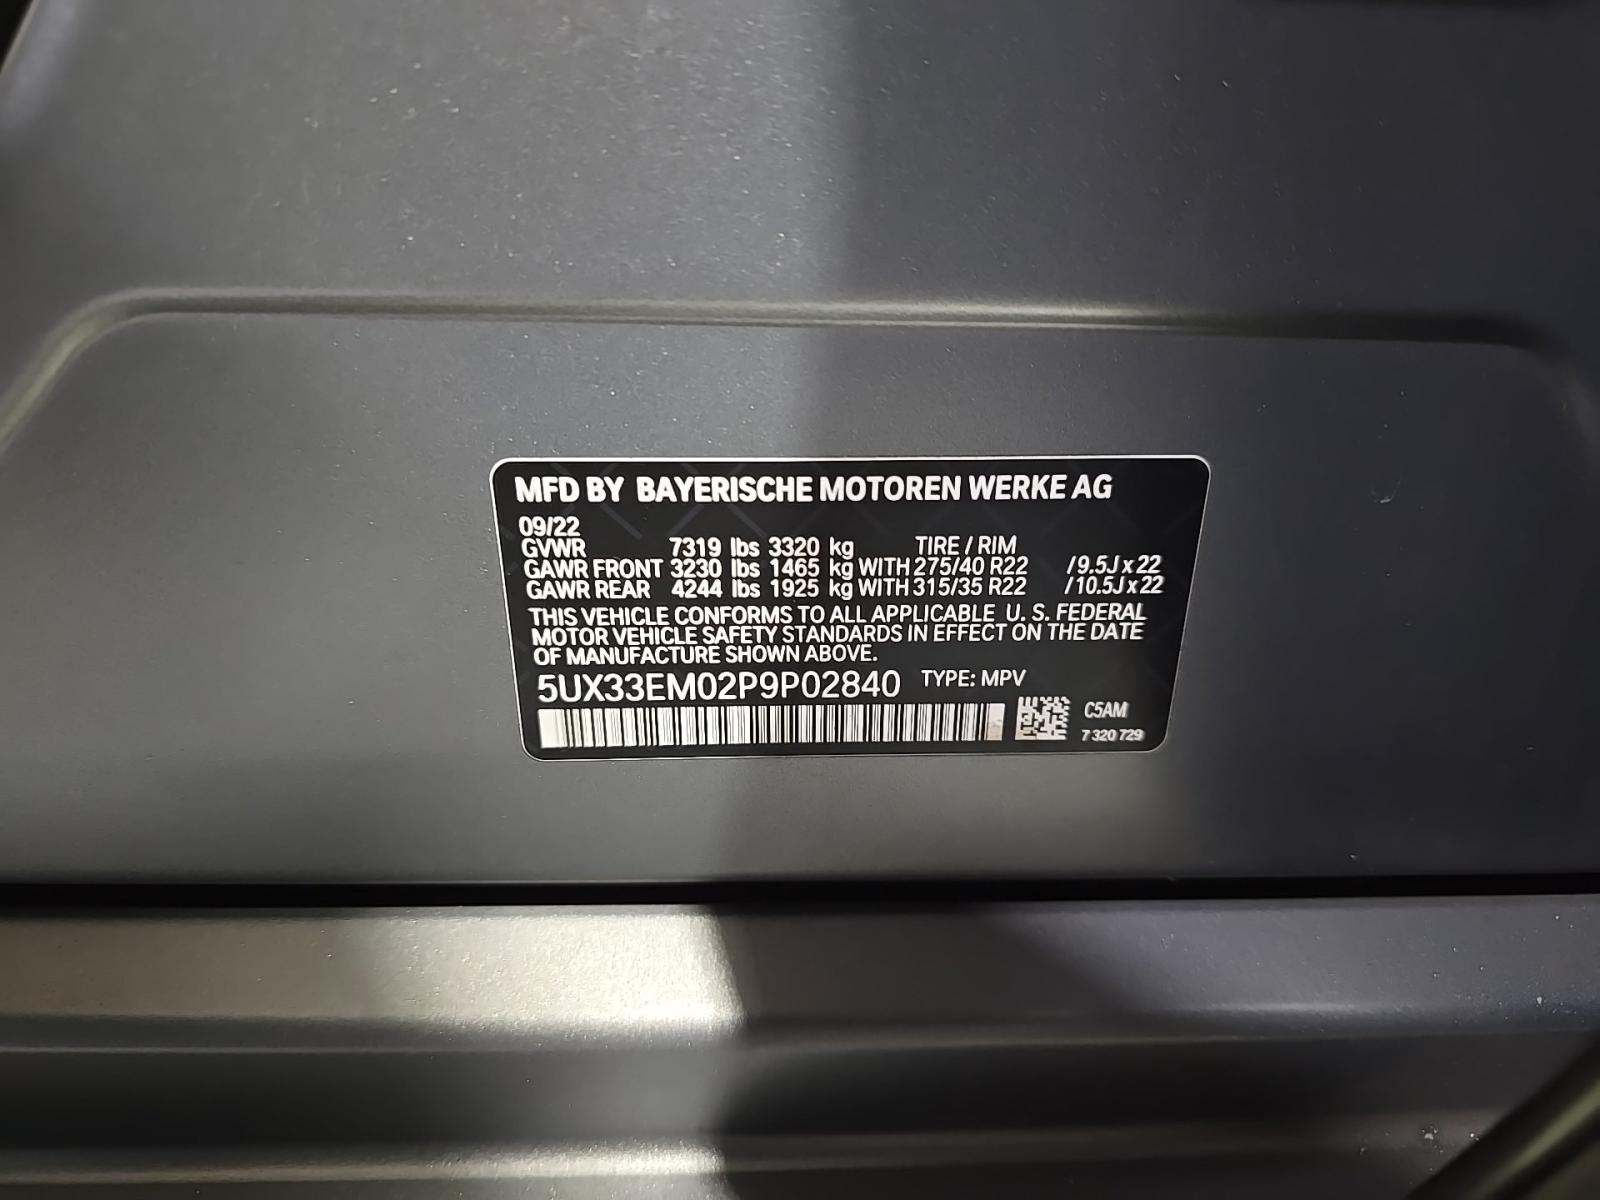 MFD BY BAYERISCHE MOTOREN WERKE AG
09/22
GVWR 7319 lbs 3320 kg TIRE / RIM
GAWR FRONT 3230 lbs 1465 kg WITH 275/40 R22 / 9.5J x 22
GAWR REAR 4244 lbs 1925 kg WITH 315/35 R22 / 10.5J x 22
THIS VEHICLE CONFORMS TO ALL APPLICABLE U. S. FEDERAL
MOTOR VEHICLE SAFETY STANDARDS IN EFFECT ON THE DATE
OF MANUFACTURE SHOWN ABOVE.
5UX33EM02P9P02840 TYPE: MPV
C5AM
7 320 729